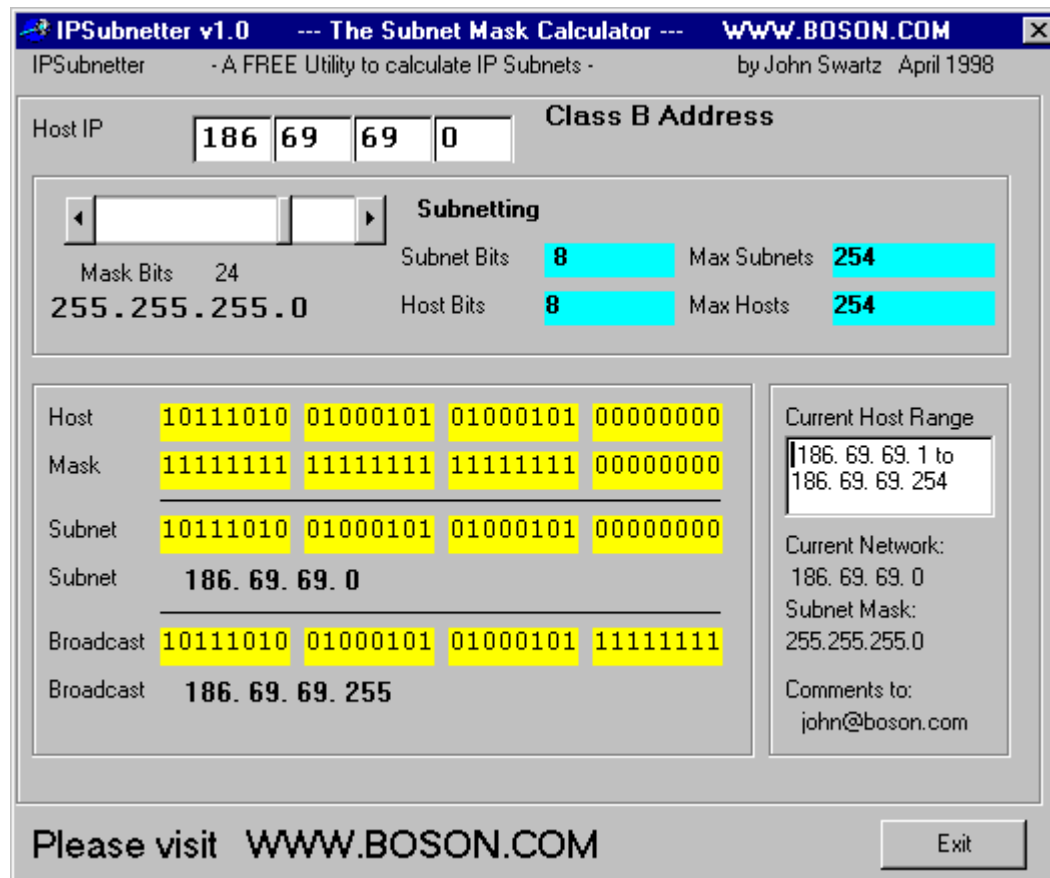 IPSubnetter v1.0 --- The Subnet Mask Calculator --- WWW.BOSON.COM
IPSubnetter - A FREE Utility to calculate IP Subnets - by John Swartz April 1998
Host IP 186 69 69 0 Class B Address
Subnetting
Mask Bits 24
255.255.255.0
Subnet Bits 8 Max Subnets 254
Host Bits 8 Max Hosts 254
Host 10111010 01000101 01000101 00000000
Mask 11111111 11111111 11111111 00000000
Subnet 10111010 01000101 01000101 00000000
Subnet 186. 69. 69. 0
Broadcast 10111010 01000101 01000101 11111111
Broadcast 186. 69. 69. 255
Current Host Range
186. 69. 69. 1 to
186. 69. 69. 254
Current Network:
186. 69. 69. 0
Subnet Mask:
255.255.255.0
Comments to:
john@boson.com
Please visit WWW.BOSON.COM
Exit